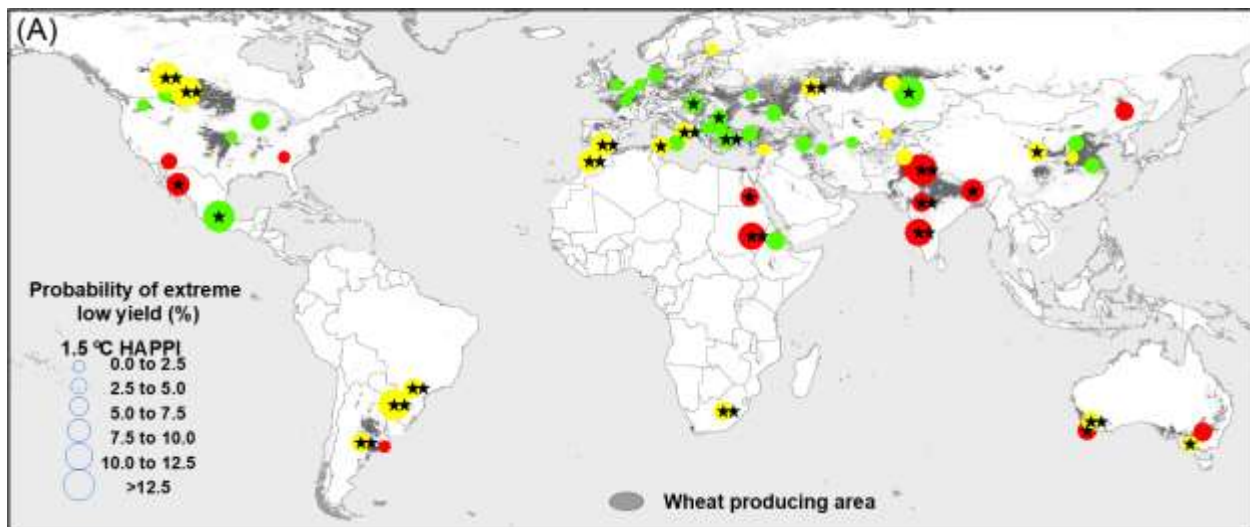 (A)
Probability of extreme
low yield (%)
1.5 ºC HAPPI
0.0 to 2.5
2.5 to 5.0
5.0 to 7.5
7.5 to 10.0
10.0 to 12.5
>12.5
Wheat producing area